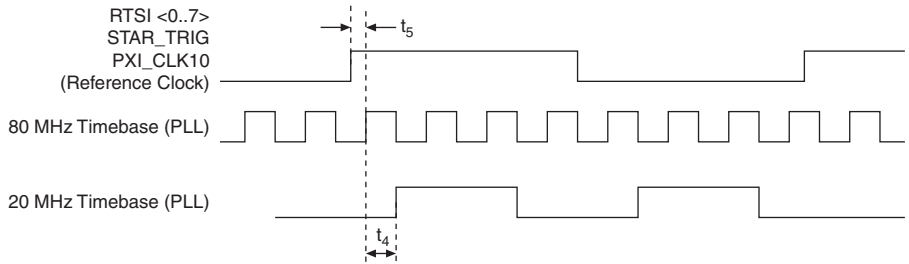 RTSI <0..7>
STAR_TRIG
PXI_CLK10
(Reference Clock)
t5
80 MHz Timebase (PLL)
20 MHz Timebase (PLL)
t4